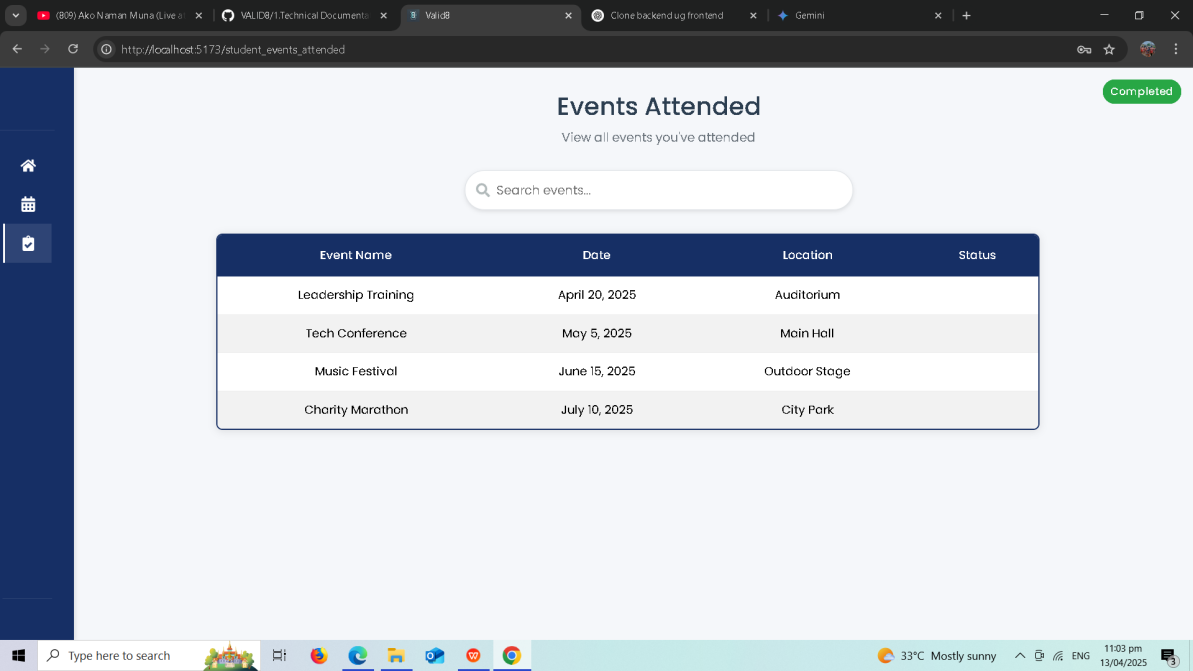 (809) Ako Naman Muna (Live a
VALID8/1.Technical Documenta
Valid8
Clone backend ug frontend
Gemini
http://localhost:5173/student_events_attended
Completed
Events Attended
View all events you've attended
Search events...
Event Name Date Location Status
Leadership Training April 20, 2025 Auditorium
Tech Conference May 5, 2025 Main Hall
Music Festival June 15, 2025 Outdoor Stage
Charity Marathon July 10, 2025 City Park
Type here to search
33°C Mostly sunny
ENG
11:03 pm
13/04/2025
3